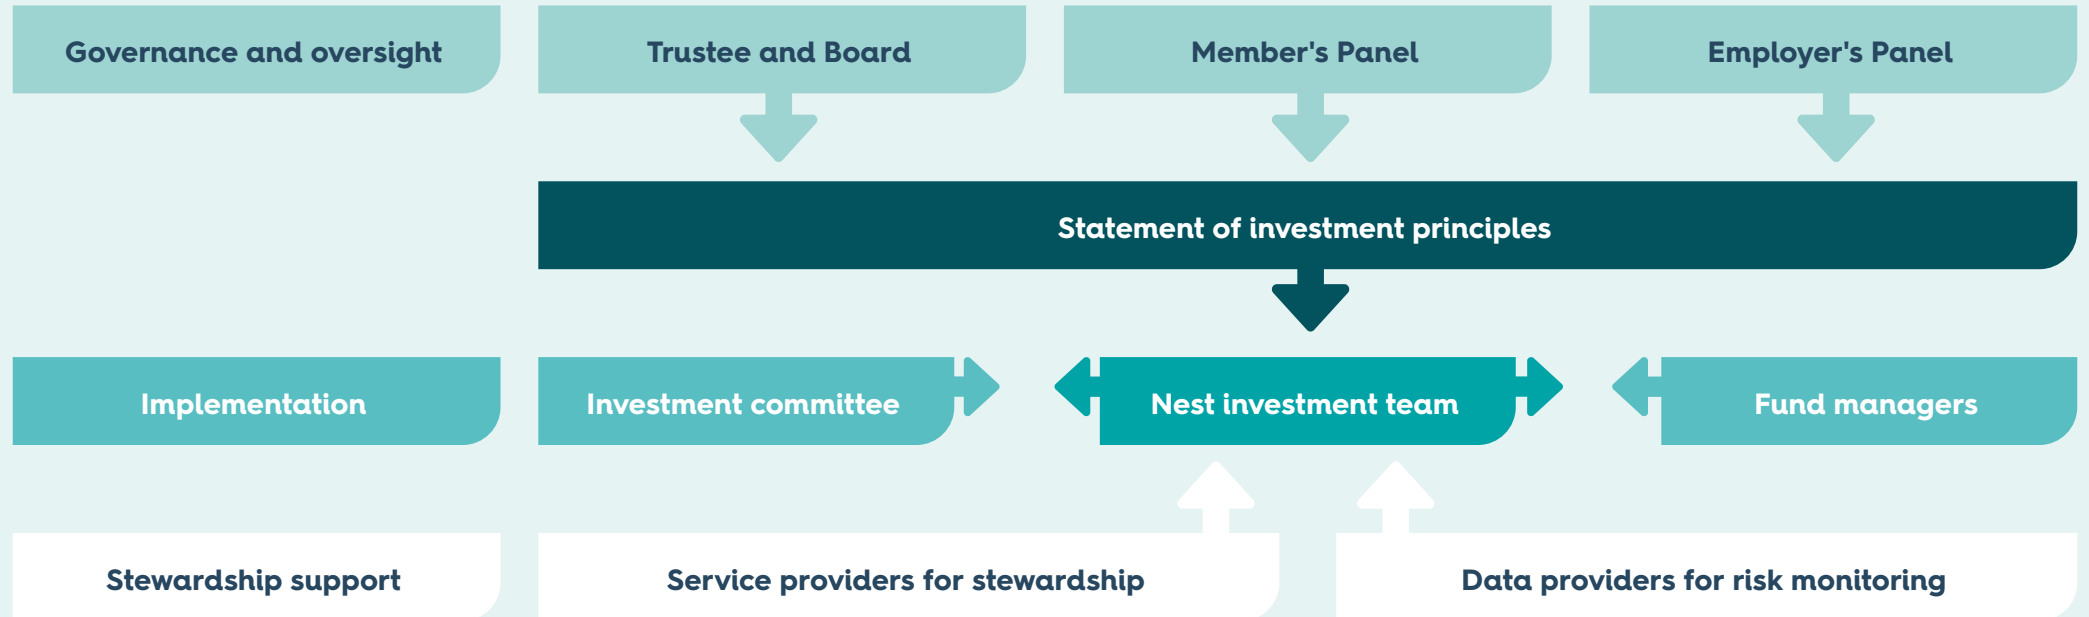 Governance and oversight
Trustee and Board
Member's Panel
Employer's Panel
Statement of investment principles
Implementation
Investment committee
Nest investment team
Fund managers
Stewardship support
Service providers for stewardship
Data providers for risk monitoring